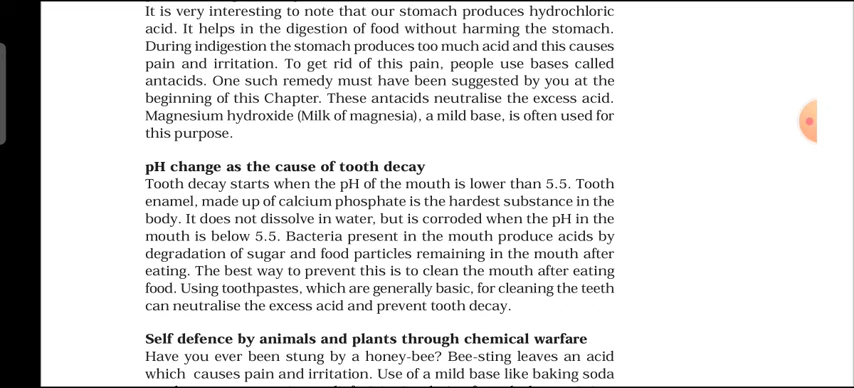 It is very interesting to note that our stomach produces hydrochloric
acid. It helps in the digestion of food without harming the stomach.
During indigestion the stomach produces too much acid and this causes
pain and irritation. To get rid of this pain, people use bases called
antacids. One such remedy must have been suggested by you at the
beginning of this Chapter. These antacids neutralise the excess acid.
Magnesium hydroxide (Milk of magnesia), a mild base, is often used for
this purpose.
pH change as the cause of tooth decay
Tooth decay starts when the pH of the mouth is lower than 5.5. Tooth
enamel, made up of calcium phosphate is the hardest substance in the
body. It does not dissolve in water, but is corroded when the pH in the
mouth is below 5.5. Bacteria present in the mouth produce acids by
degradation of sugar and food particles remaining in the mouth after
eating. The best way to prevent this is to clean the mouth after eating
food. Using toothpastes, which are generally basic, for cleaning the teeth
can neutralise the excess acid and prevent tooth decay.
Self defence by animals and plants through chemical warfare
Have you ever been stung by a honey-bee? Bee-sting leaves an acid
which causes pain and irritation. Use of a mild base like baking soda